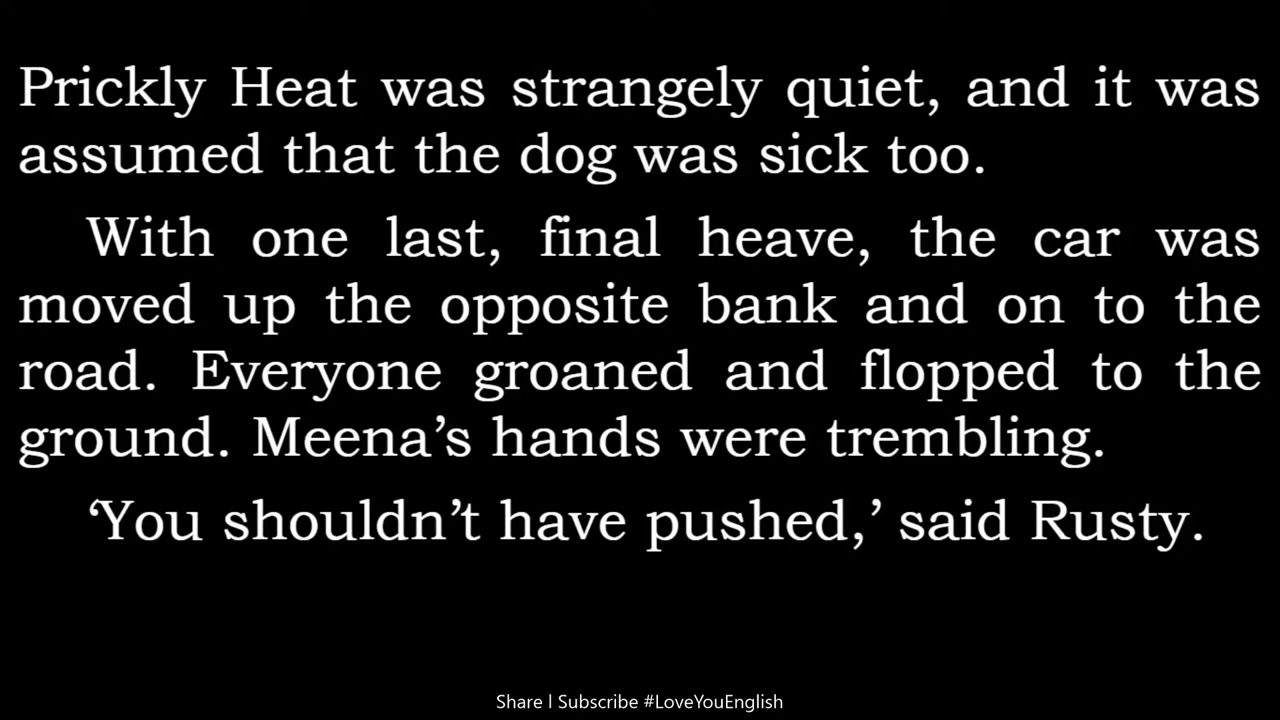 Prickly Heat was strangely quiet, and it was
assumed that the dog was sick too.
With one last, final heave, the car was
moved up the opposite bank and on to the
road. Everyone groaned and flopped to the
ground. Meena’s hands were trembling.
‘You shouldn’t have pushed,’ said Rusty.
Share | Subscribe #LoveYouEnglish